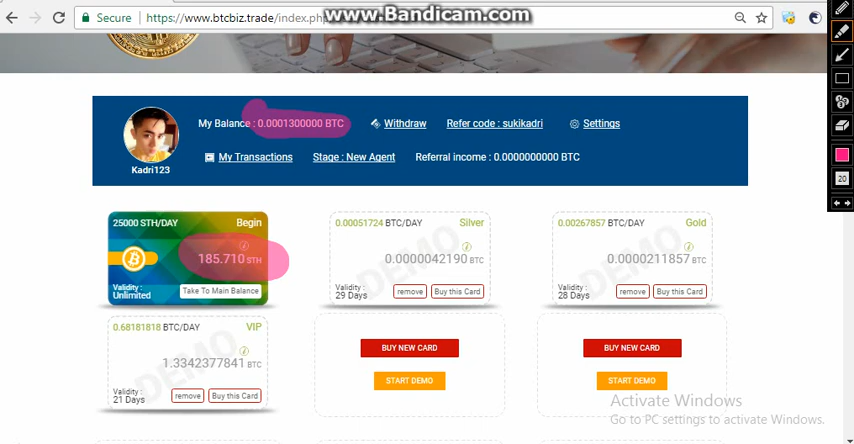 Secure https://www.btcbiz.trade/index.ph
www.Bandicam.com
My Balance : 0.0001300000 BTC Withdraw Refer code : sukikadri Settings
My Transactions Stage : New Agent Referral income : 0.0000000000 BTC
Kadri123
25000 STH/DAY Begin
185.710 STH
Validity :
Unlimited
Take To Main Balance
0.00051724 BTC/DAY Silver
DEMO
0.0000042190 BTC
Validity :
29 Days
remove Buy this Card
0.00267857 BTC/DAY Gold
DEMO
0.0000211857 BTC
Validity :
28 Days
remove Buy this Card
0.68181818 BTC/DAY VIP
DEMO
1.3342377841 BTC
Validity :
21 Days
remove Buy this Card
BUY NEW CARD
START DEMO
BUY NEW CARD
START DEMO
Activate Windows
Go to PC settings to activate Windows.
20